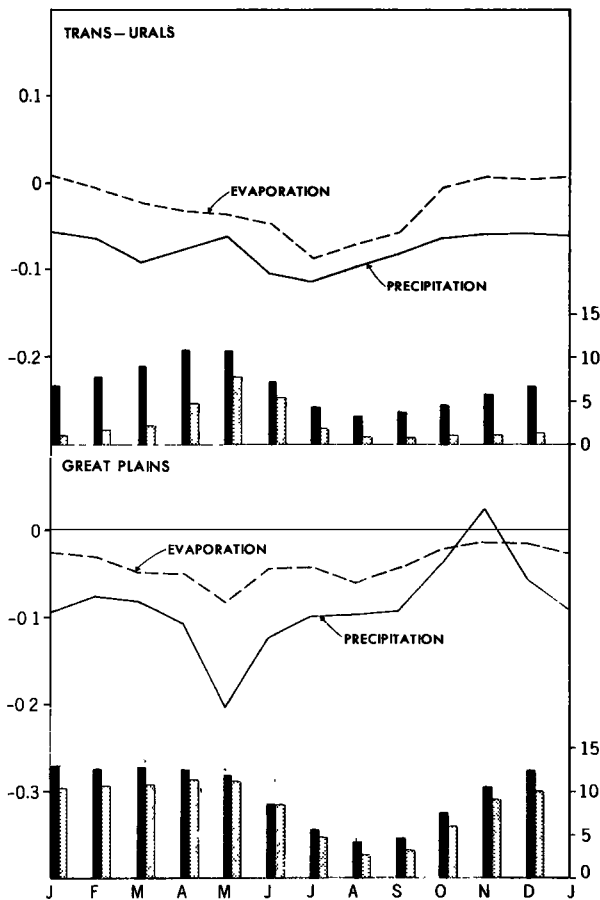 TRANS-URALS
0.1
0
EVAPORATION
-0.1
PRECIPITATION
15
-0.2
10
5
0
GREAT PLAINS
0
EVAPORATION
-0.1
PRECIPITATION
-0.2
15
-0.3
10
5
0
J F M A M J J A S O N D J